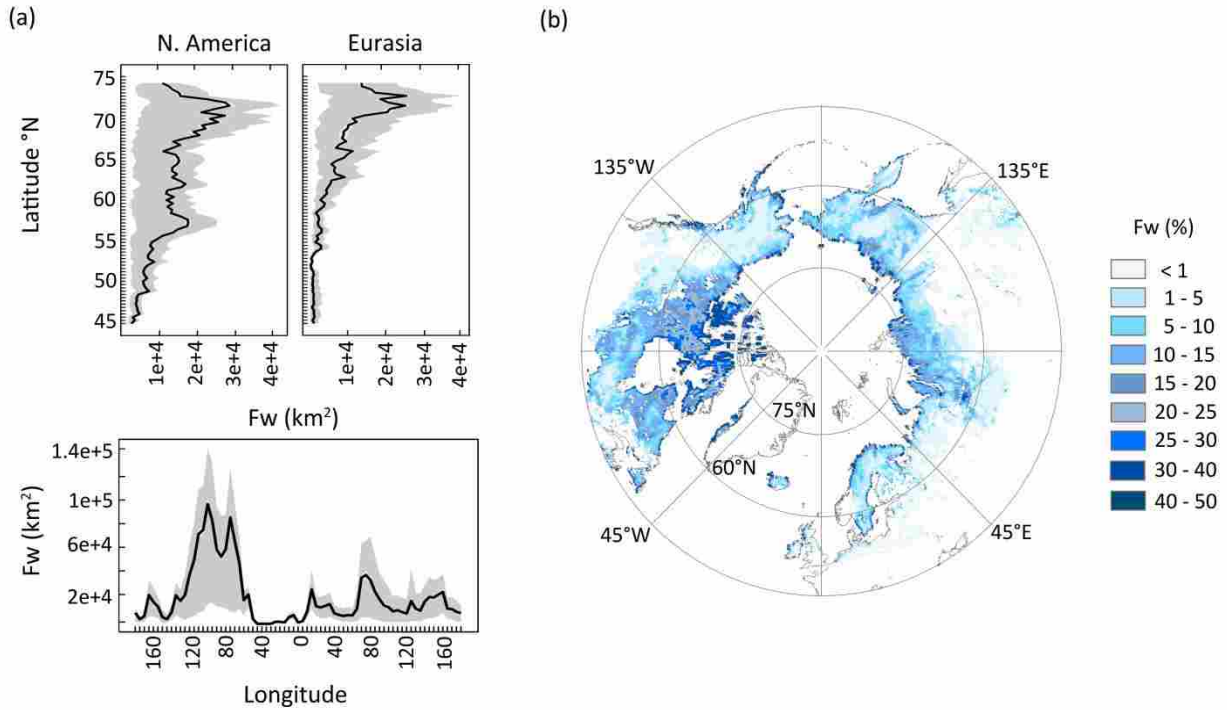 (a)
N. America
Eurasia
Latitude °N
75
70
65
60
55
50
45
1e+4
2e+4
3e+4
4e+4
1e+4
2e+4
3e+4
4e+4
Fw (km²)
Fw (km²)
1.4e+5
1e+5
6e+4
2e+4
160
120
80
40
0
40
80
120
160
Longitude
(b)
135°W
135°E
75°N
60°N
45°W
45°E
Fw (%)
< 1
1 - 5
5 - 10
10 - 15
15 - 20
20 - 25
25 - 30
30 - 40
40 - 50